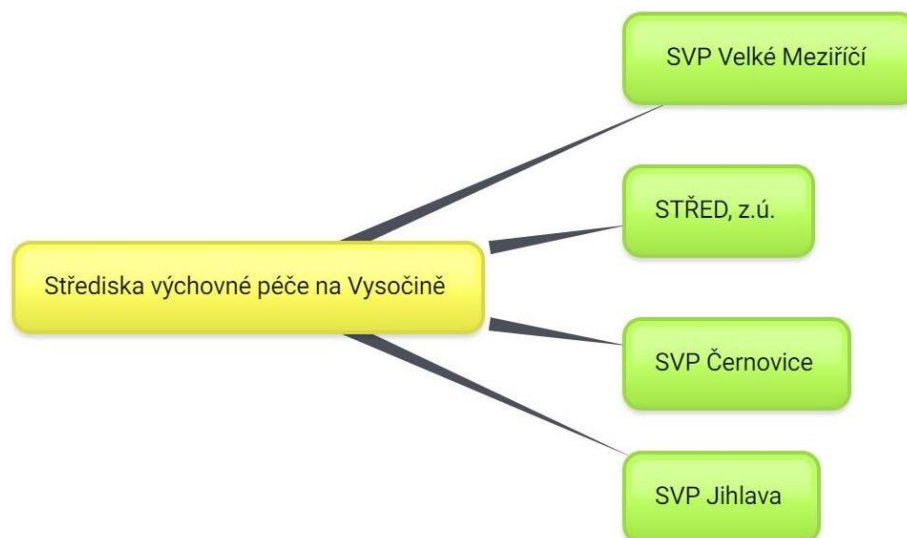 SVP Velké Meziříčí
STŘED, z.ú.
Střediska výchovné péče na Vysočině
SVP Černovice
SVP Jihlava